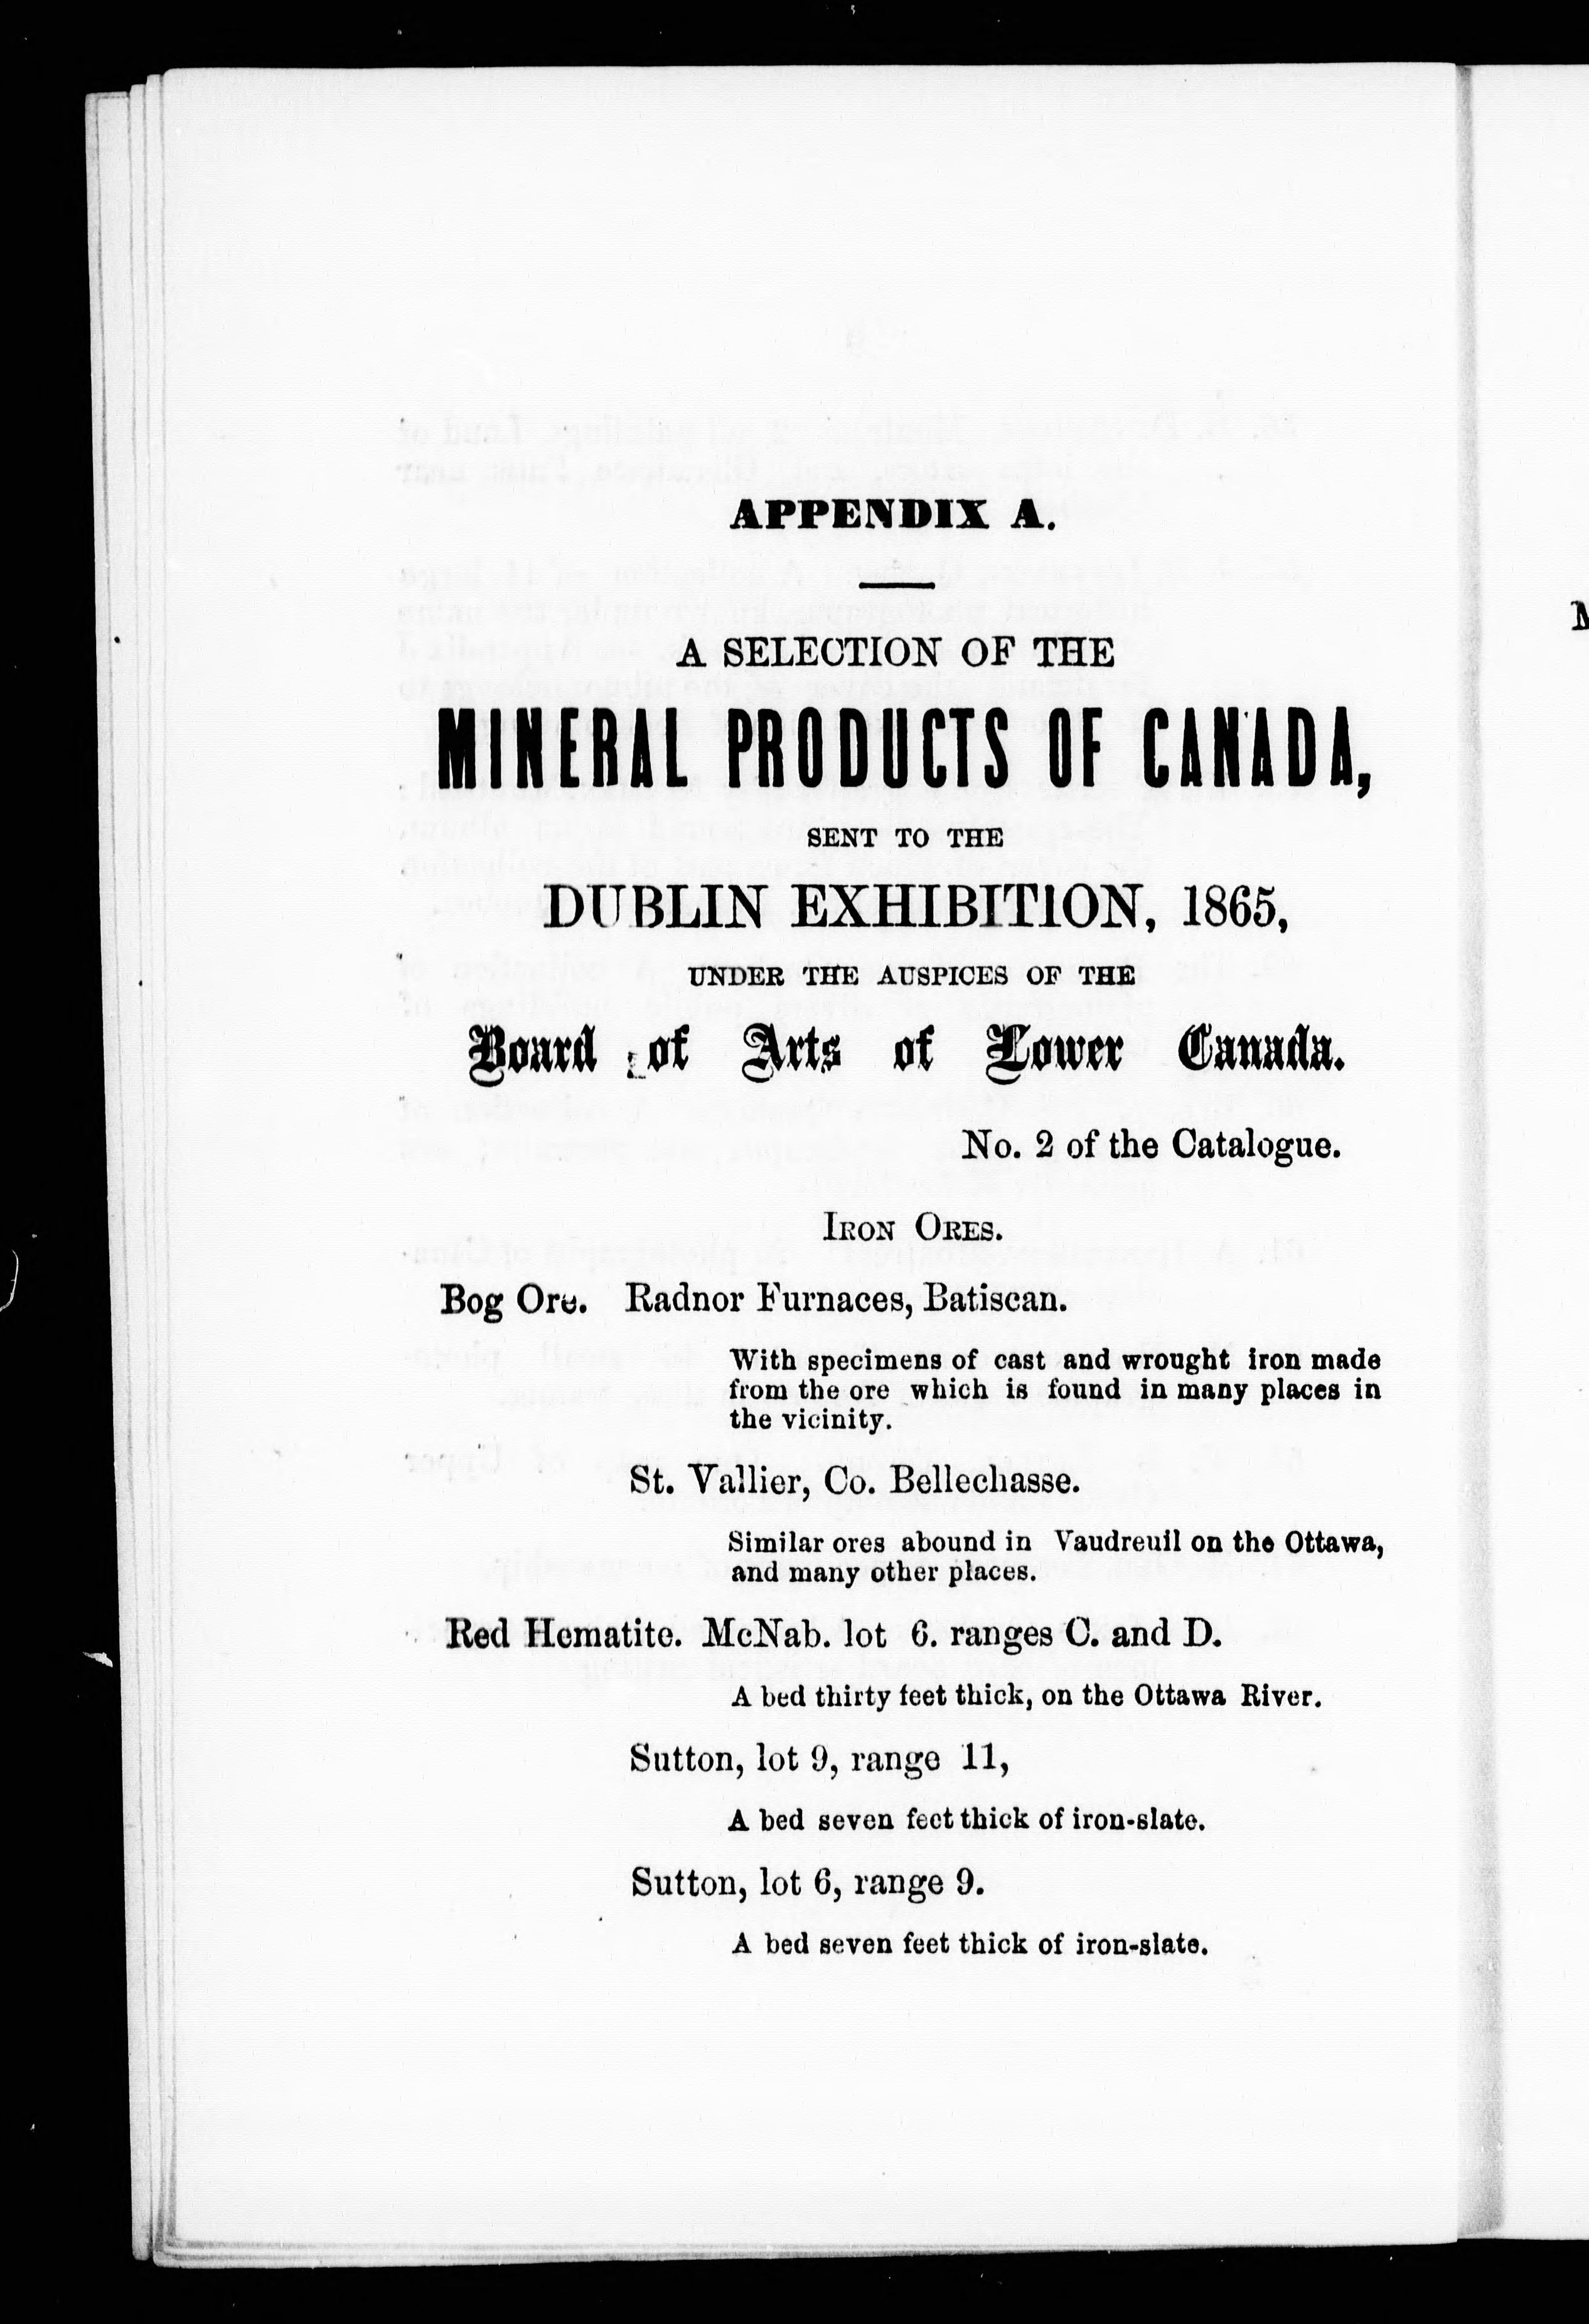 APPENDIX A.
A SELECTION OF THE
MINERAL PRODUCTS OF CANADA,
SENT TO THE
DUBLIN EXHIBITION, 1865,
UNDER THE AUSPICES OF THE
Board of Arts of Lower Canada.
No. 2 of the Catalogue.
IRON ORES.
Bog Ore. Radnor Furnaces, Batiscan.
With specimens of cast and wrought iron made
from the ore which is found in many places in
the vicinity.
St. Vallier, Co. Bellechasse.
Similar ores abound in Vaudreuil on the Ottawa,
and many other places.
Red Hematite. McNab. lot 6. ranges C. and D.
A bed thirty feet thick, on the Ottawa River.
Sutton, lot 9, range 11,
A bed seven feet thick of iron-slate.
Sutton, lot 6, range 9.
A bed seven feet thick of iron-slate.